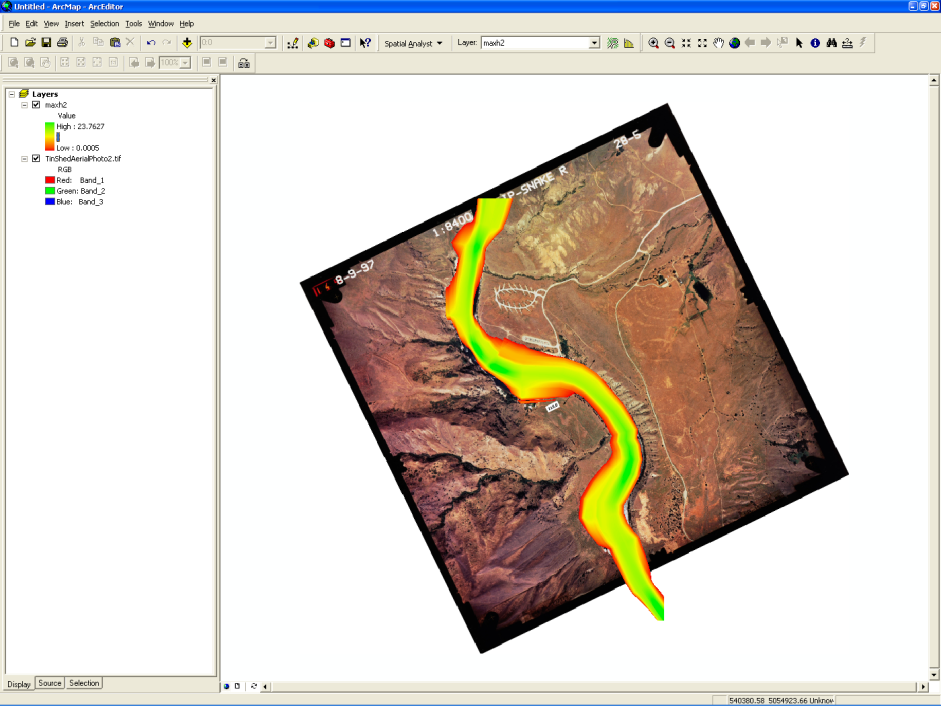 Untitled - ArcMap - ArcEditor
File Edit View Insert Selection Tools Window Help
0:0
Spatial Analyst
Layer: maxh2
100%
Layers
maxh2
Value
High : 23.7627
Low : 0.0005
TinShedAerialPhoto2.tif
RGB
Red: Band_1
Green: Band_2
Blue: Band_3
28-5
IP-SNAKE R
1:8400
8-9-97
Display Source Selection
540380.58 5054923.66 Unknow